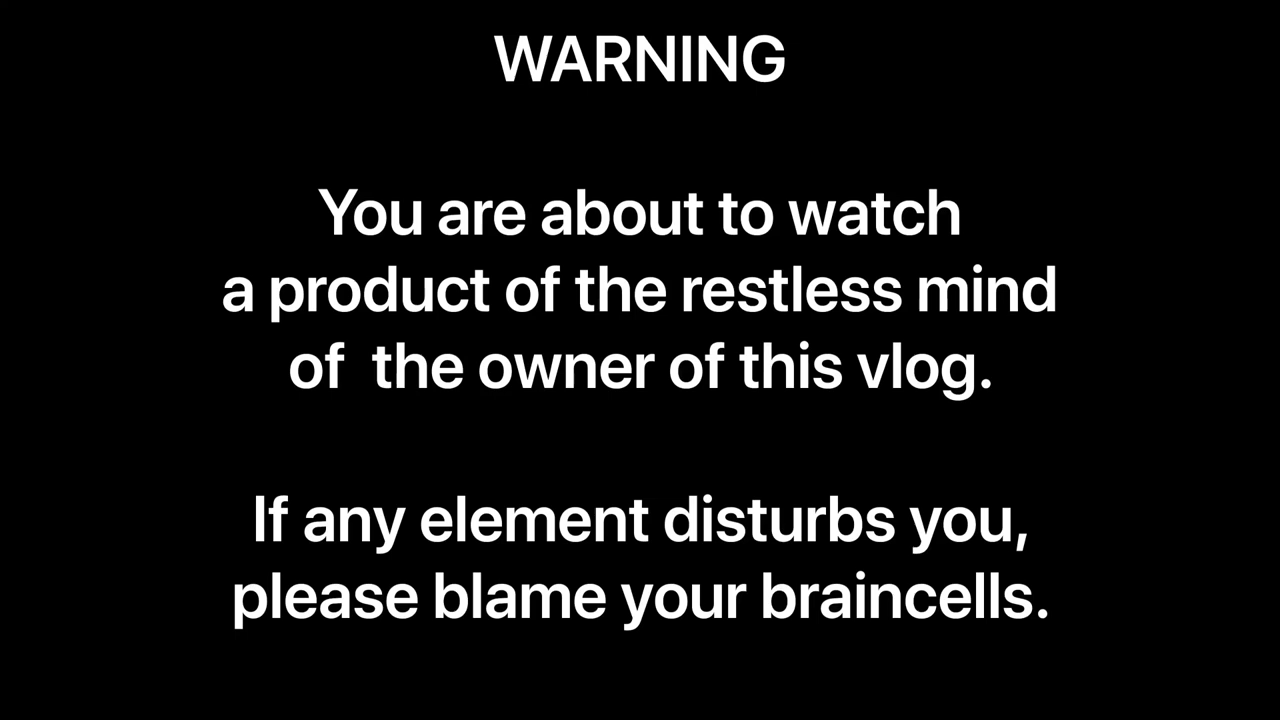 WARNING
You are about to watch
a product of the restless mind
of  the owner of this vlog.
If any element disturbs you,
please blame your braincells.